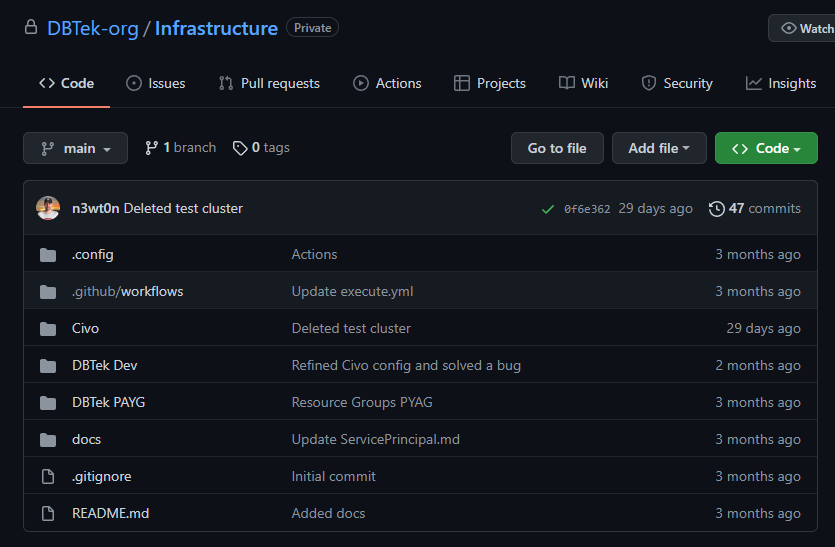 DBTek-org / Infrastructure Private Watch
Code Issues Pull requests Actions Projects Wiki Security Insights
main 1 branch 0 tags Go to file Add file Code
n3wt0n Deleted test cluster 0f6e362 29 days ago 47 commits
.config Actions 3 months ago
.github/workflows Update execute.yml 3 months ago
Civo Deleted test cluster 29 days ago
DBTek Dev Refined Civo config and solved a bug 2 months ago
DBTek PAYG Resource Groups PYAG 3 months ago
docs Update ServicePrincipal.md 3 months ago
.gitignore Initial commit 3 months ago
README.md Added docs 3 months ago